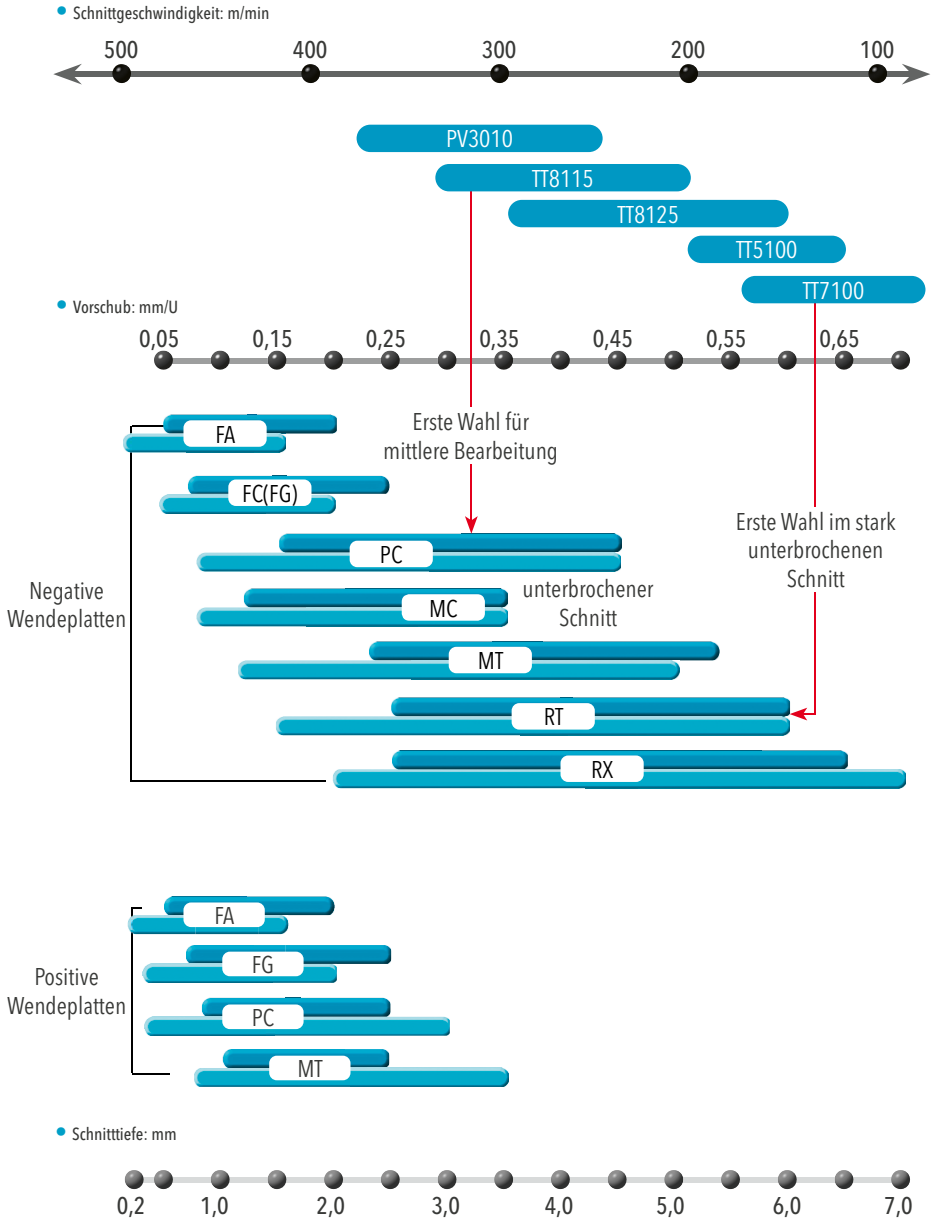 Schnittgeschwindigkeit: m/min
500 400 300 200 100
PV3010
TT8115
TT8125
TT5100
TT7100
Vorschub: mm/U
0,05 0,15 0,25 0,35 0,45 0,55 0,65
Erste Wahl für
mittlere Bearbeitung
FA
FC(FG)
Erste Wahl im stark
unterbrochenen
Schnitt
PC
unterbrochener
Schnitt
Negative
Wendeplatten
MC
MT
RT
RX
FA
FG
Positive
Wendeplatten
PC
MT
Schnitttiefe: mm
0,2 1,0 2,0 3,0 4,0 5,0 6,0 7,0